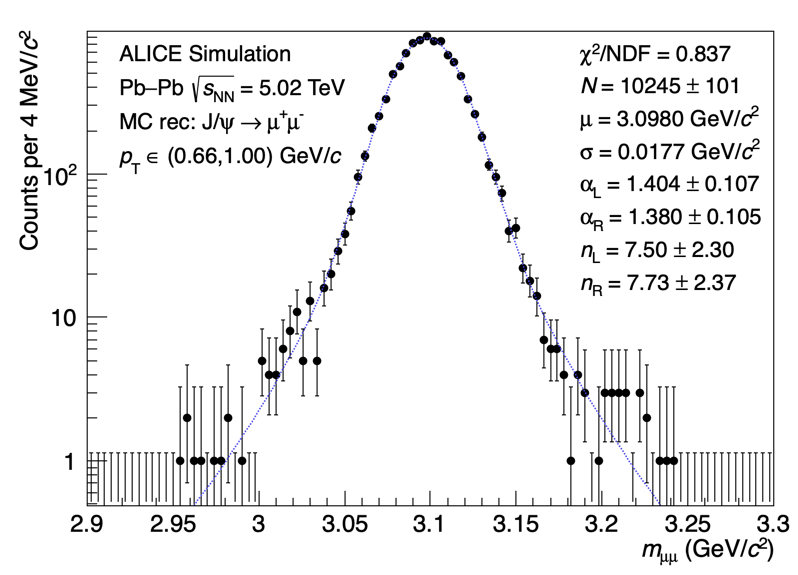 Counts per 4 MeV/c²
ALICE Simulation
Pb–Pb √s_NN = 5.02 TeV
MC rec: J/ψ → μ⁺μ⁻
p_T ∈ (0.66,1.00) GeV/c
χ²/NDF = 0.837
N = 10245 ± 101
μ = 3.0980 GeV/c²
σ = 0.0177 GeV/c²
α_L = 1.404 ± 0.107
α_R = 1.380 ± 0.105
n_L = 7.50 ± 2.30
n_R = 7.73 ± 2.37
10²
10
1
2.9 2.95 3 3.05 3.1 3.15 3.2 3.25 3.3
m_μμ (GeV/c²)